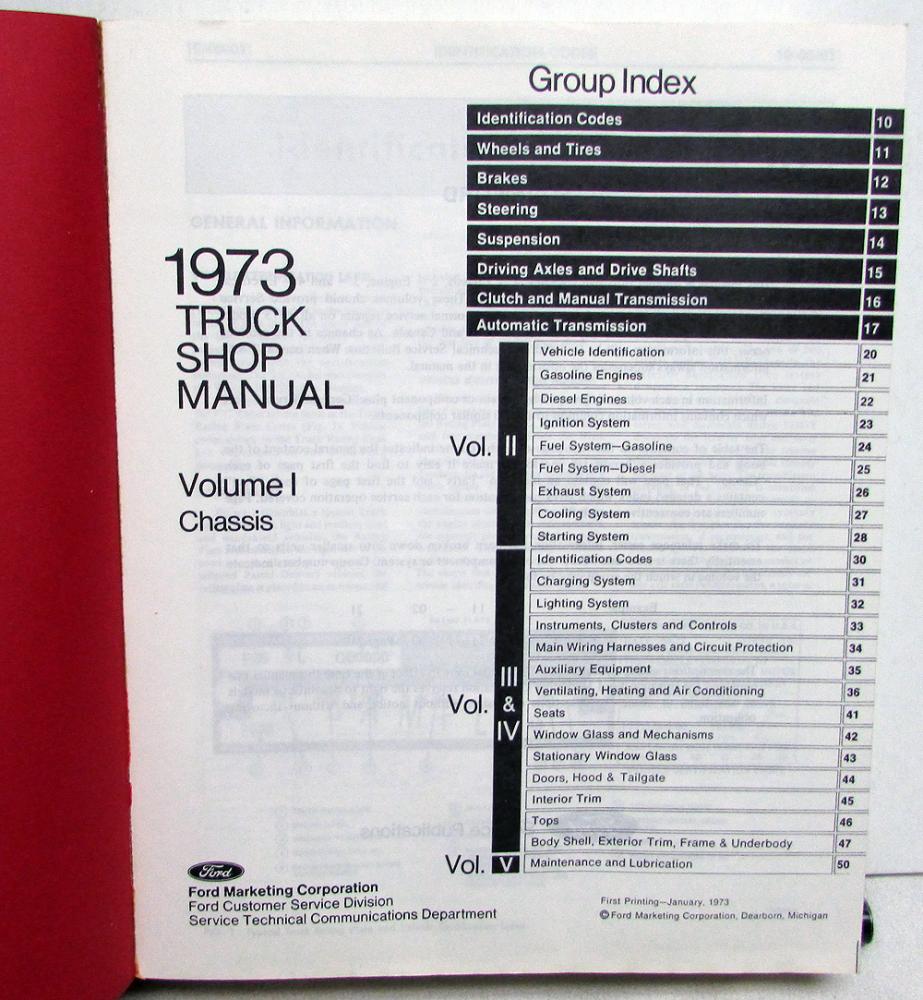 Group Index
Identification Codes 10
Wheels and Tires 11
Brakes 12
Steering 13
Suspension 14
Driving Axles and Drive Shafts 15
Clutch and Manual Transmission 16
Automatic Transmission 17
1973
TRUCK
SHOP
MANUAL
Volume I
Chassis
Vol. II
Vehicle Identification 20
Gasoline Engines 21
Diesel Engines 22
Ignition System 23
Fuel System—Gasoline 24
Fuel System—Diesel 25
Exhaust System 26
Cooling System 27
Starting System 28
Vol. III & IV
Identification Codes 30
Charging System 31
Lighting System 32
Instruments, Clusters and Controls 33
Main Wiring Harnesses and Circuit Protection 34
Auxiliary Equipment 35
Ventilating, Heating and Air Conditioning 36
Seats 41
Window Glass and Mechanisms 42
Stationary Window Glass 43
Doors, Hood & Tailgate 44
Interior Trim 45
Tops 46
Body Shell, Exterior Trim, Frame & Underbody 47
Vol. V Maintenance and Lubrication 50
Ford
Ford Marketing Corporation
Ford Customer Service Division
Service Technical Communications Department
First Printing—January, 1973
©Ford Marketing Corporation, Dearborn, Michigan